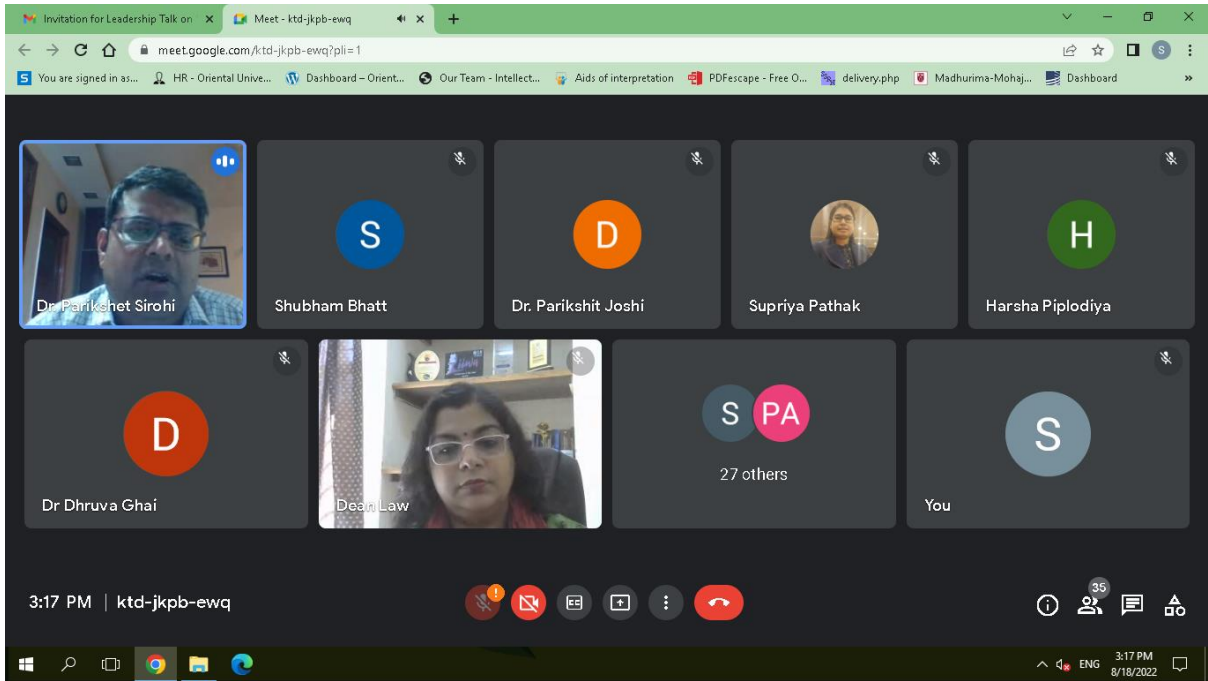 Invitation for Leadership Talk on
Meet - ktd-jkpb-ewq
meet.google.com/ktd-jkpb-ewq?pli=1
S
S You are signed in as...
HR - Oriental Unive...
Dashboard – Orient...
Our Team - Intellect...
Aids of interpretation
PDFescape - Free O...
delivery.php
Madhurima-Mohaj...
Dashboard
»
Dr. Parikshet Sirohi
S
Shubham Bhatt
D
Dr. Parikshit Joshi
Supriya Pathak
H
Harsha Piplodiya
D
Dr Dhruva Ghai
Dean Law
S PA
27 others
S
You
3:17 PM | ktd-jkpb-ewq
!
35
ENG
3:17 PM
8/18/2022